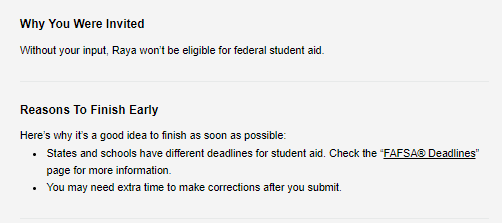 Why You Were Invited
Without your input, Raya won't be eligible for federal student aid.
Reasons To Finish Early
Here's why it's a good idea to finish as soon as possible:
• States and schools have different deadlines for student aid. Check the “FAFSA® Deadlines”
page for more information.
• You may need extra time to make corrections after you submit.